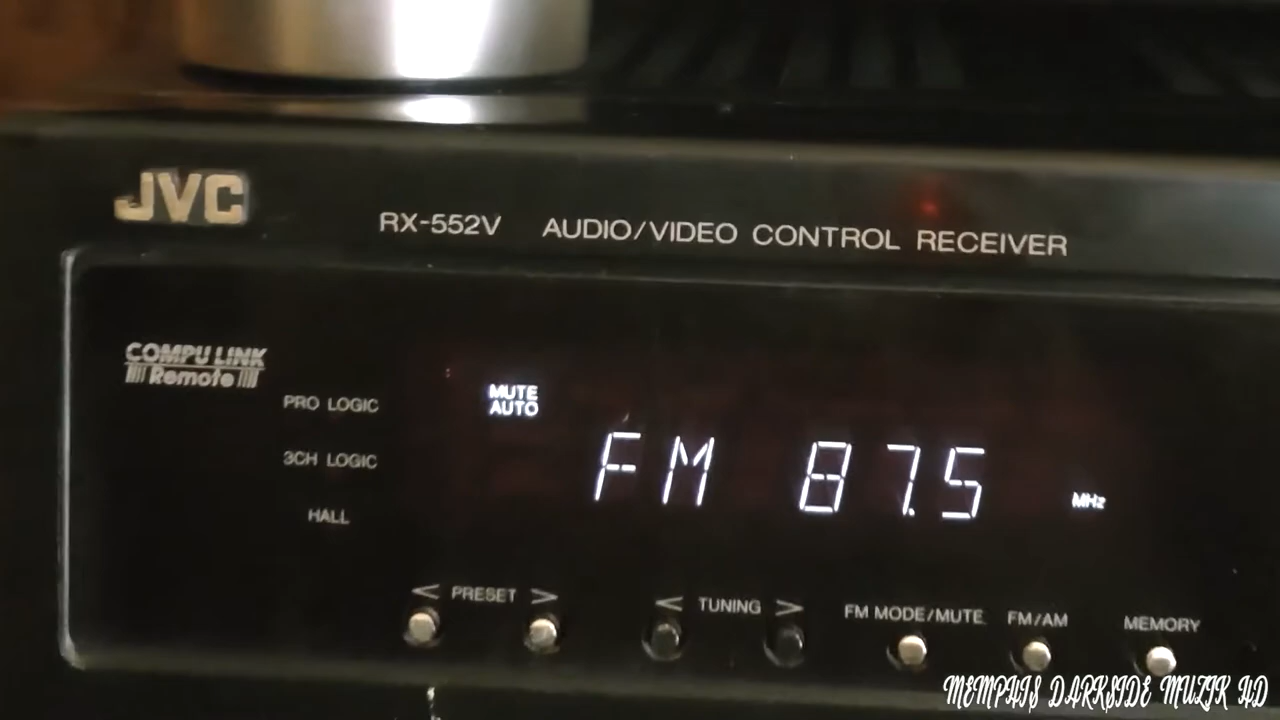 JVC
RX-552V AUDIO/VIDEO CONTROL RECEIVER
COMPU LINK
Remote
PRO LOGIC
3CH LOGIC
HALL
MUTE
AUTO
FM 87.5 MHz
< PRESET >
< TUNING >
FM MODE/MUTE
FM/AM
MEMORY
MEMPHIS DARKSIDE MUZIK HD